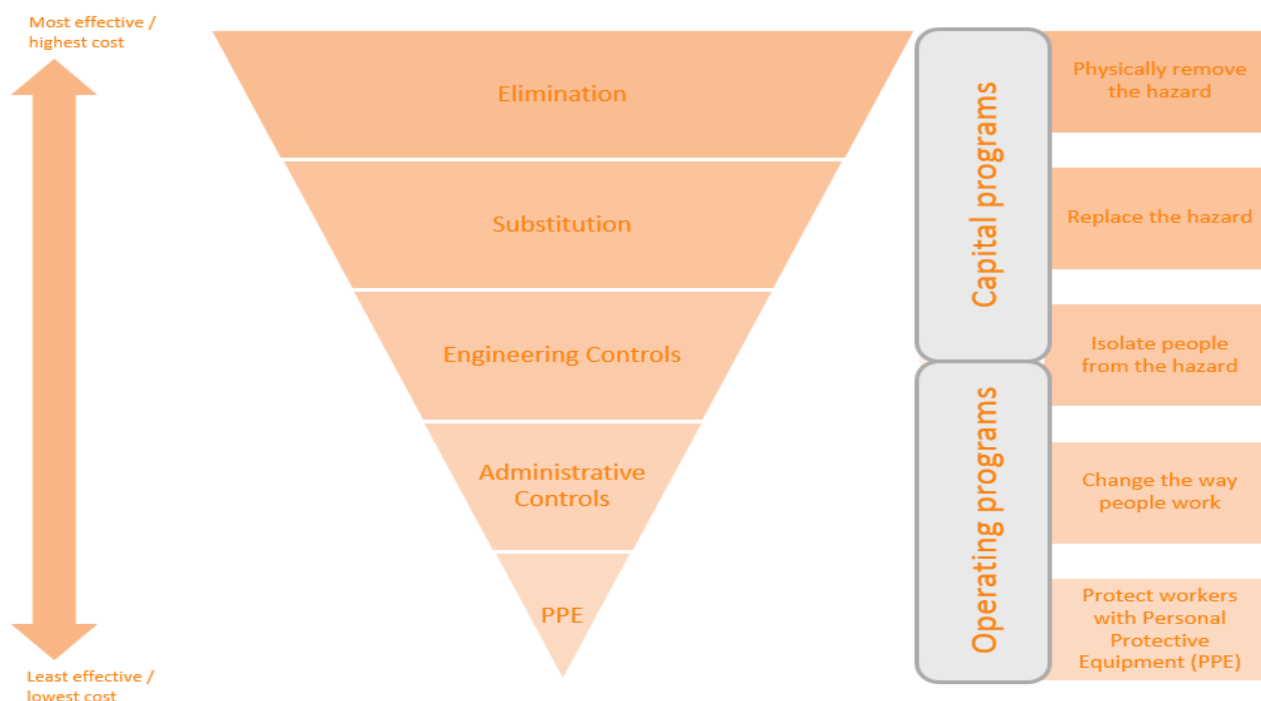 Most effective /
highest cost
Elimination
Substitution
Engineering Controls
Administrative
Controls
PPE
Least effective /
lowest cost
Capital programs
Operating programs
Physically remove
the hazard
Replace the hazard
Isolate people
from the hazard
Change the way
people work
Protect workers
with Personal
Protective
Equipment (PPE)